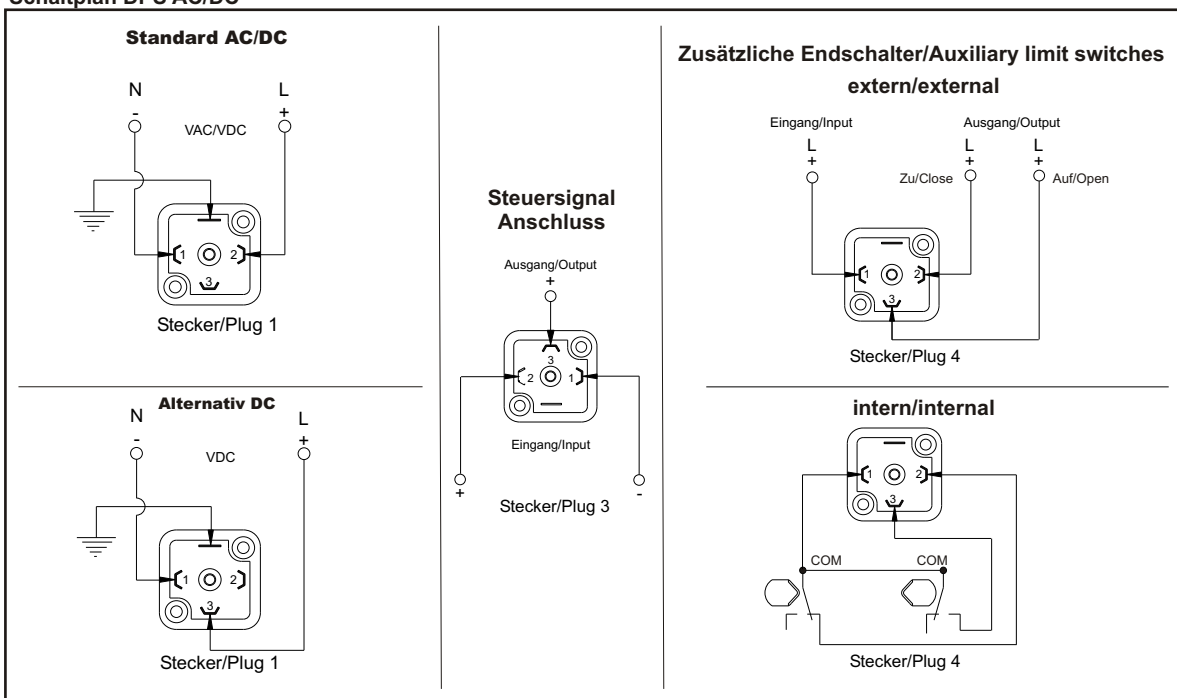 Standard AC/DC
N
L
-
+
VAC/VDC
1
2
3
Stecker/Plug 1
Alternativ DC
N
L
-
+
VDC
1
2
3
Stecker/Plug 1
Steuersignal
Anschluss
Ausgang/Output
+
3
2
1
Eingang/Input
+
-
Stecker/Plug 3
Zusätzliche Endschalter/Auxiliary limit switches
extern/external
Eingang/Input
Ausgang/Output
L
L
L
+
+
+
Zu/Close
Auf/Open
1
2
3
Stecker/Plug 4
intern/internal
1
2
3
COM
COM
Stecker/Plug 4